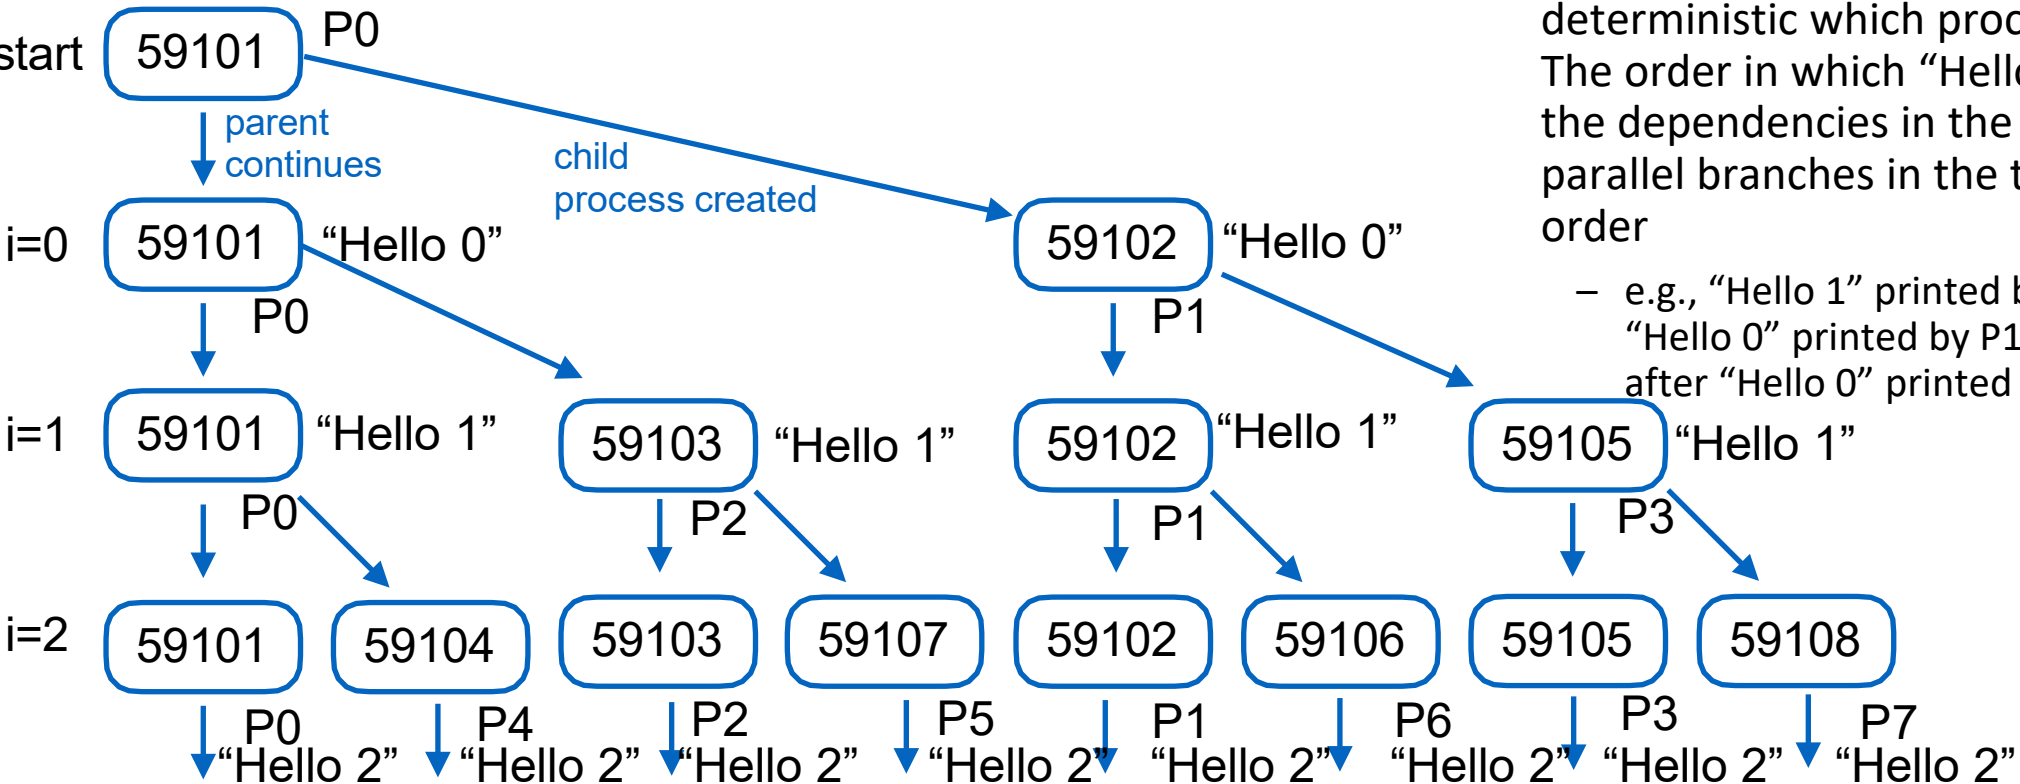 start 59101 P0
parent
continues
child
process created
i=0 59101 “Hello 0” 59102 “Hello 0”
P0 P1
i=1 59101 “Hello 1” 59103 “Hello 1” 59102 “Hello 1” 59105 “Hello 1”
P0 P2 P1 P3
i=2 59101 59104 59103 59107 59102 59106 59105 59108
P0 P4 P2 P5 P1 P6 P3 P7
“Hello 2” “Hello 2” “Hello 2” “Hello 2” “Hello 2” “Hello 2” “Hello 2” “Hello 2”
deterministic which proc
The order in which “Hello
the dependencies in the
parallel branches in the t
order
– e.g., “Hello 1” printed b
“Hello 0” printed by P1
after “Hello 0” printed